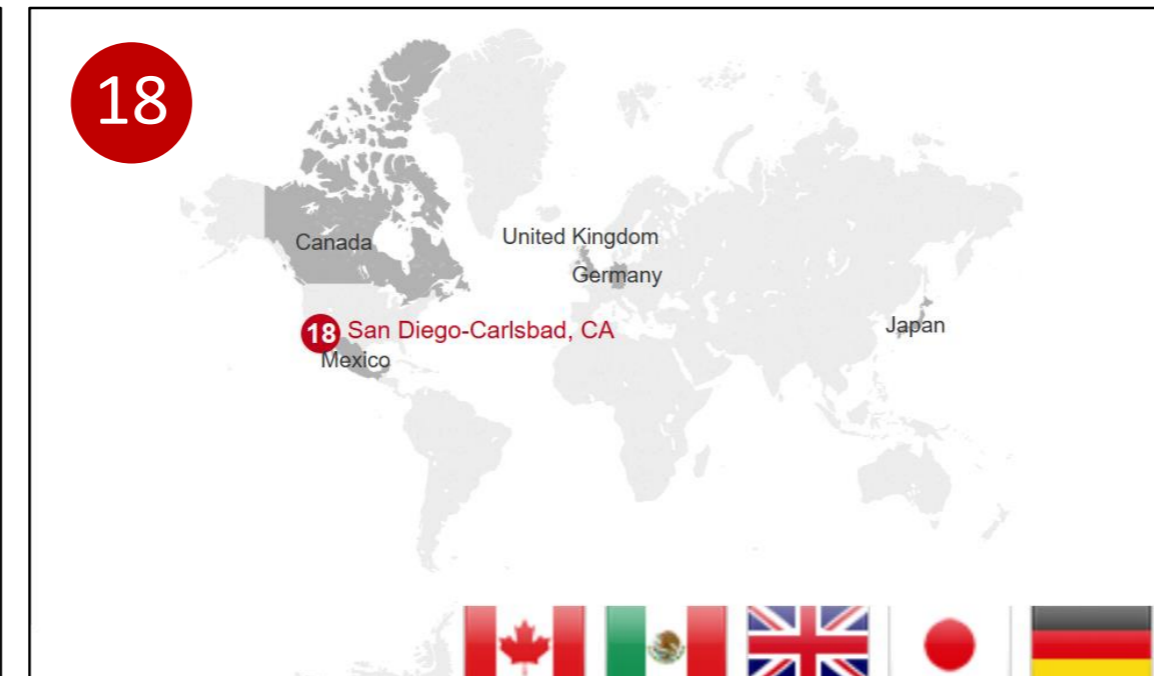 18
Canada
United Kingdom
Germany
18 San Diego-Carlsbad, CA
Japan
Mexico